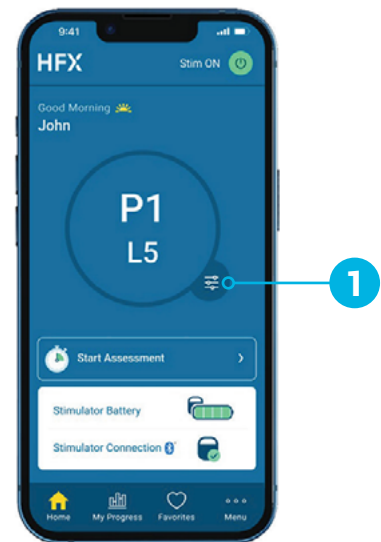 9:41
HFX
Stim ON
Good Morning
John
P1
L5
1
Start Assessment
Stimulator Battery
Stimulator Connection
Home My Progress Favorites Menu